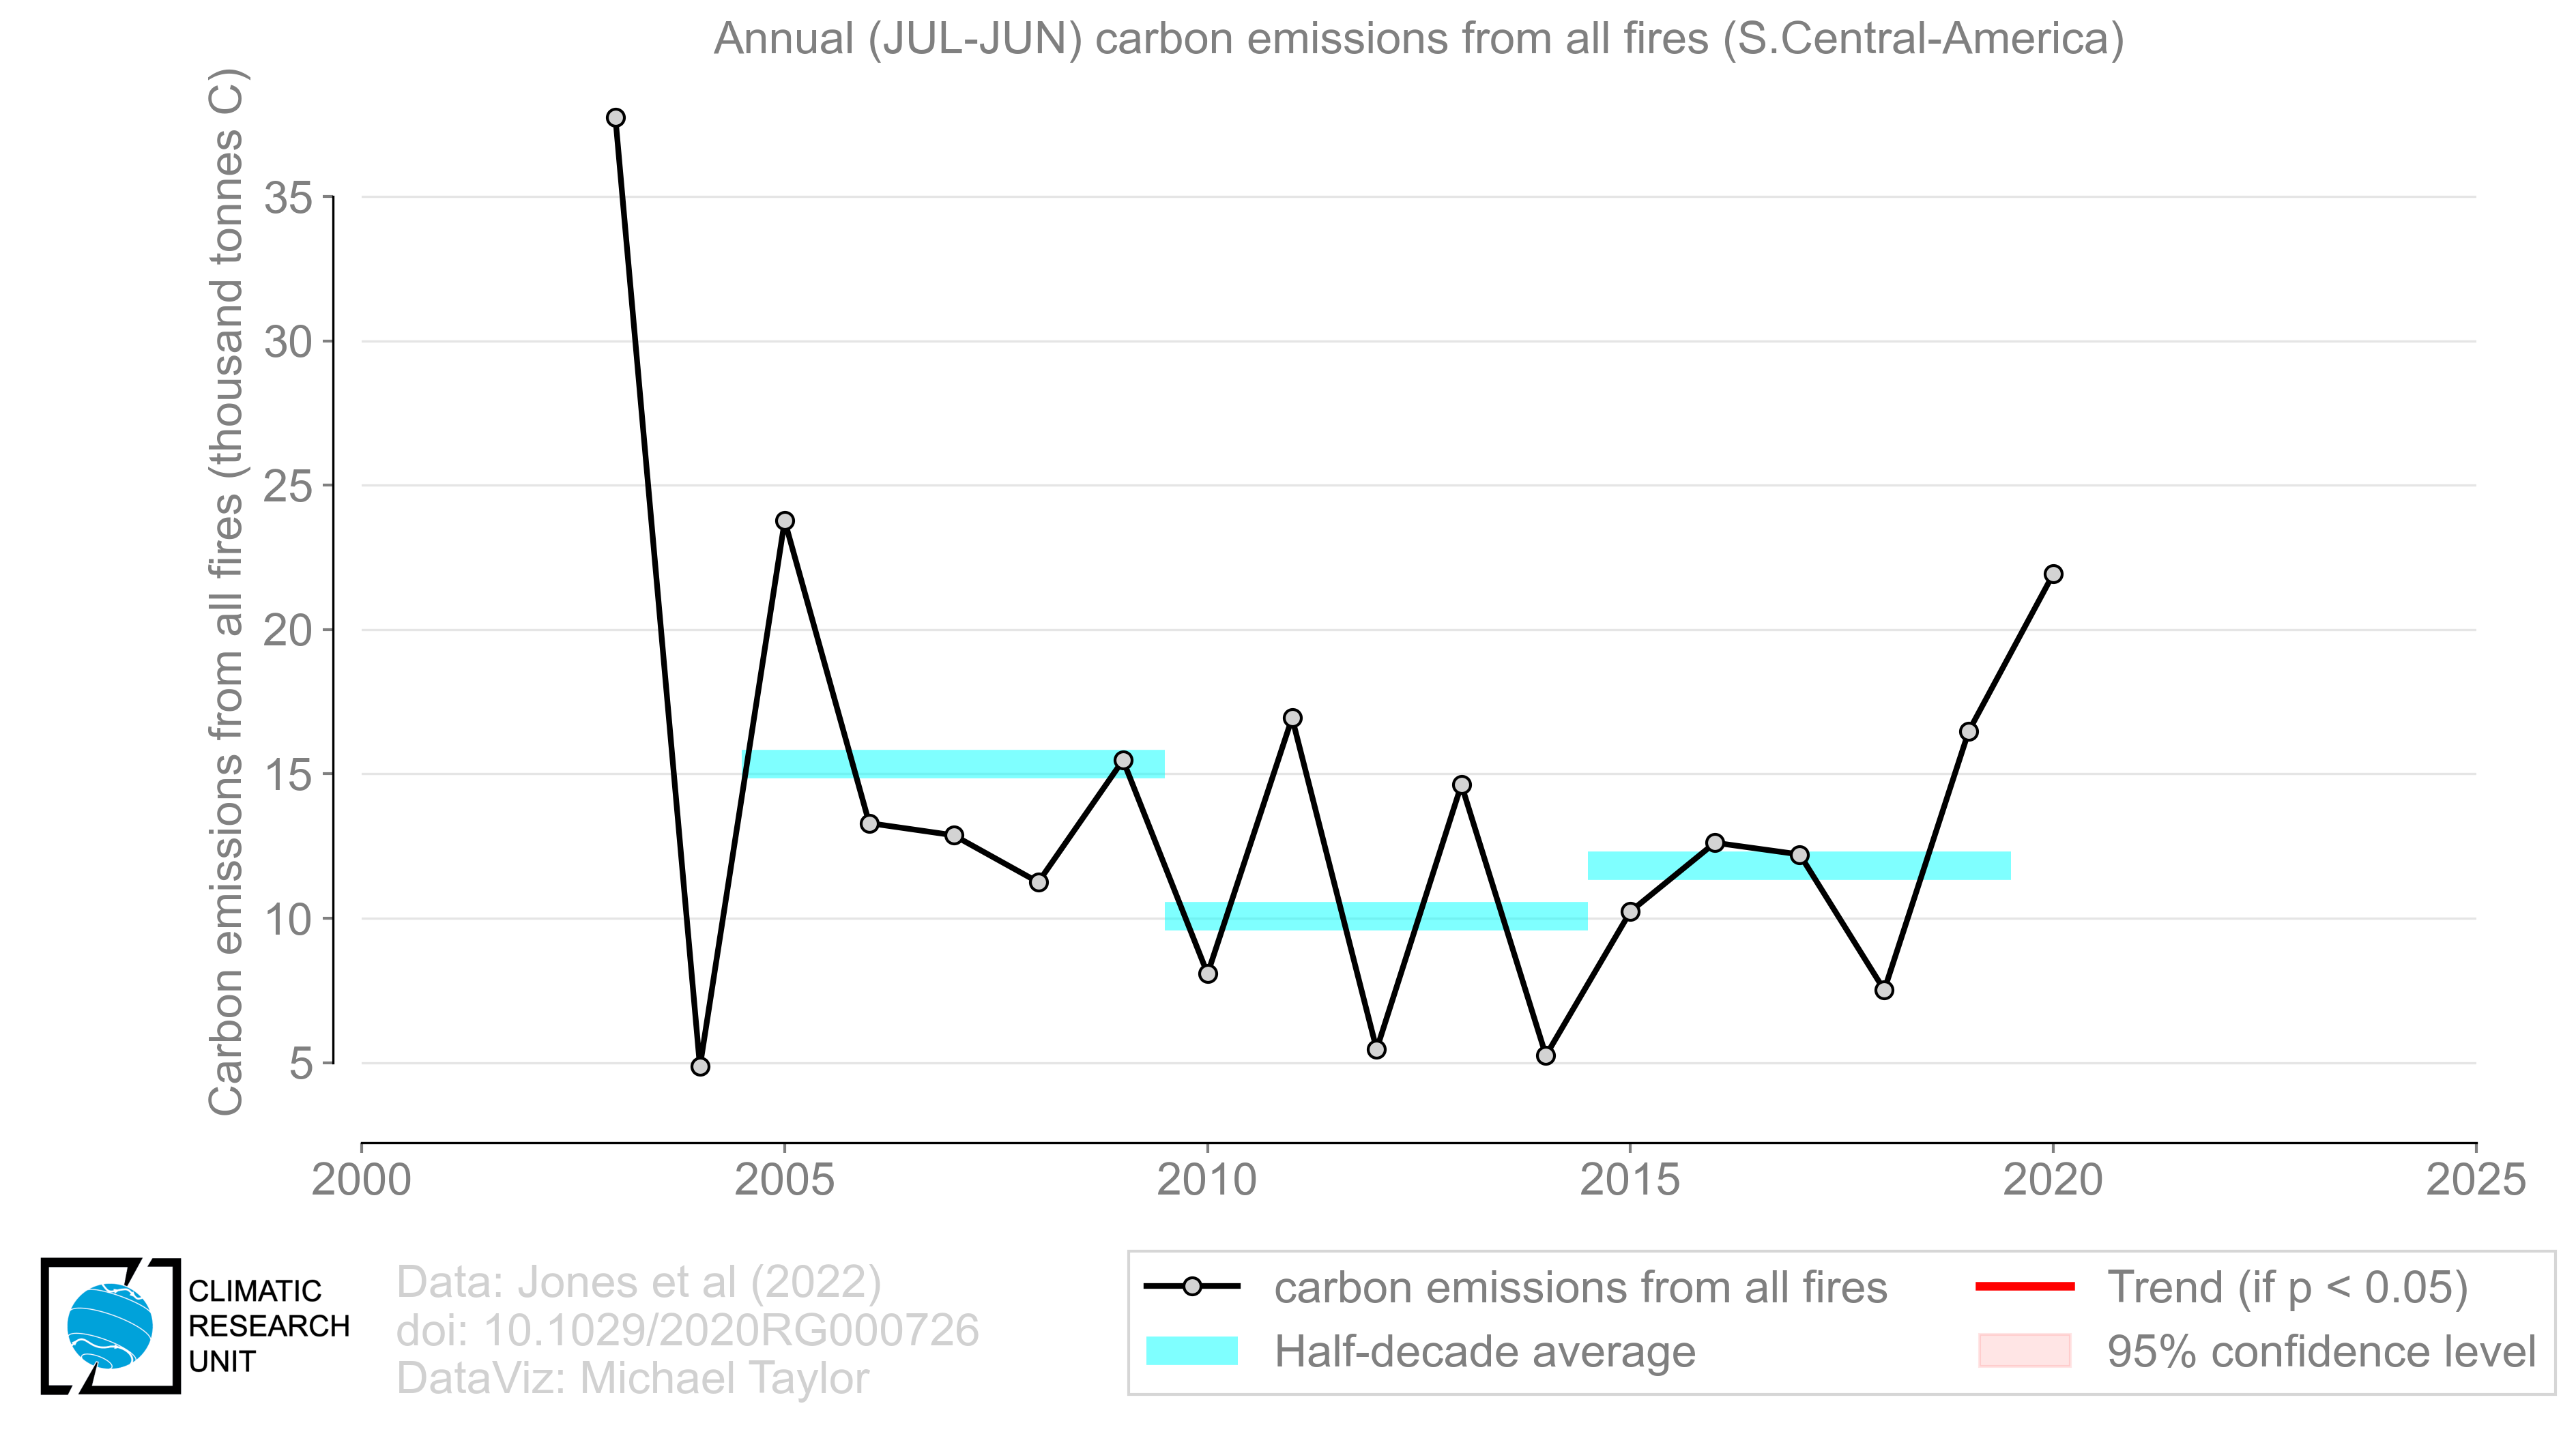 Annual (JUL-JUN) carbon emissions from all fires (S.Central-America)
Carbon emissions from all fires (thousand tonnes C)
35
30
25
20
15
10
5
2000 2005 2010 2015 2020 2025
CLIMATIC
RESEARCH
UNIT
Data: Jones et al (2022)
doi: 10.1029/2020RG000726
DataViz: Michael Taylor
carbon emissions from all fires
Half-decade average
Trend (if p < 0.05)
95% confidence level